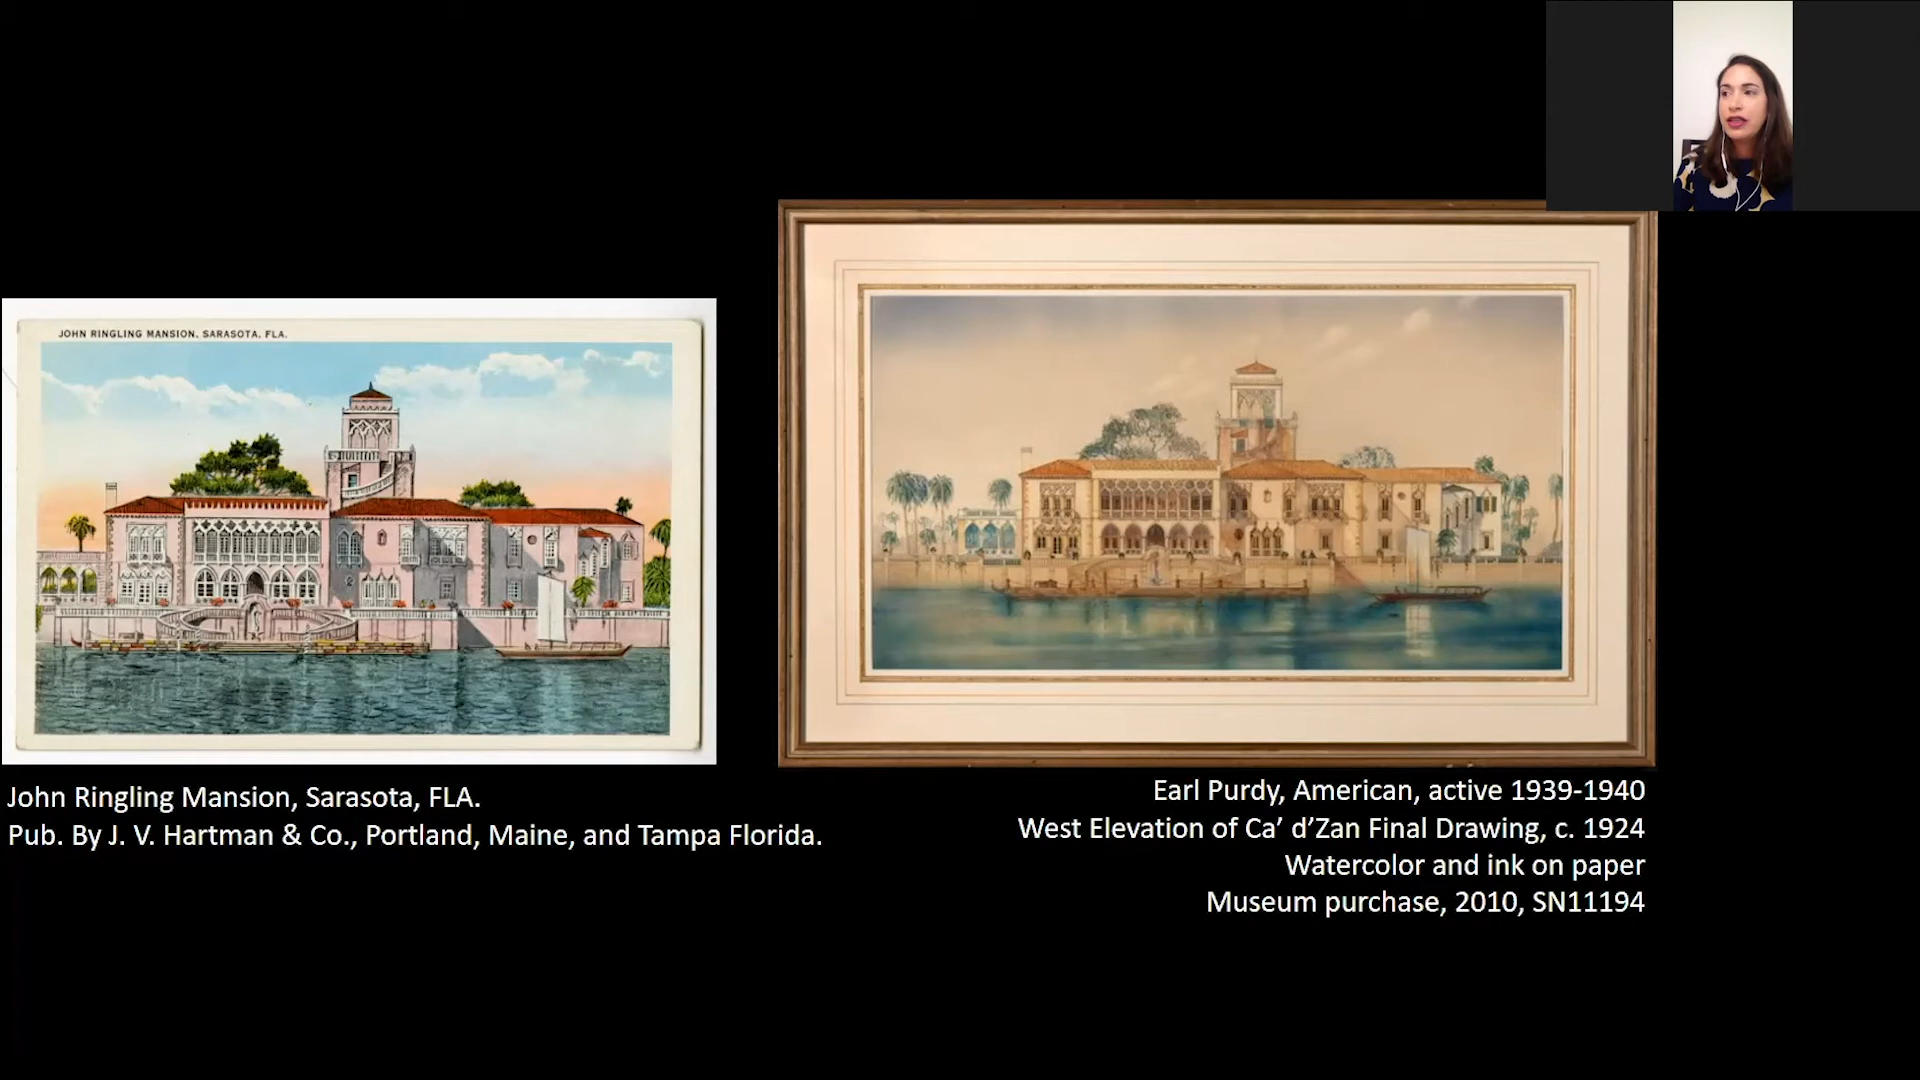 JOHN RINGLING MANSION, SARASOTA, FLA.
John Ringling Mansion, Sarasota, FLA.
Pub. By J. V. Hartman & Co., Portland, Maine, and Tampa Florida.
Earl Purdy, American, active 1939-1940
West Elevation of Ca’ d’Zan Final Drawing, c. 1924
Watercolor and ink on paper
Museum purchase, 2010, SN11194